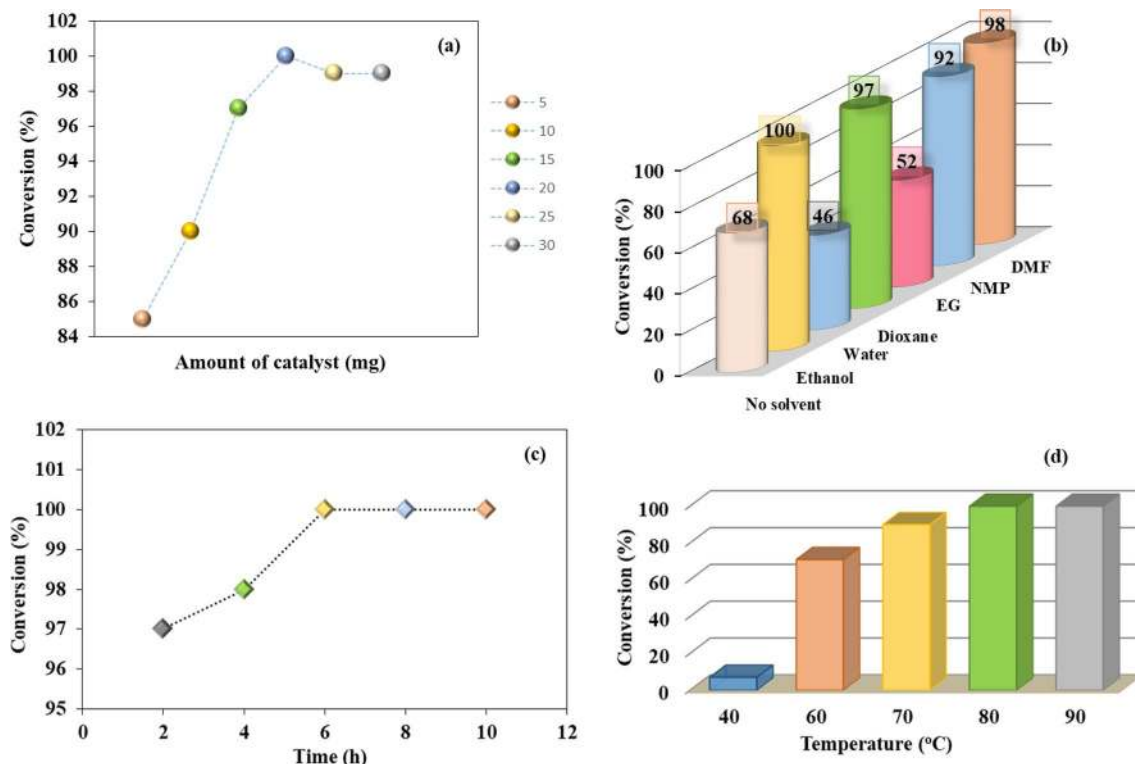 102
100
98
96
94
92
90
88
86
84
Conversion (%)
Amount of catalyst (mg)
(a)
5
10
15
20
25
30
(b)
98
92
97
100
52
46
68
100
80
60
40
20
0
Conversion (%)
DMF
NMP
EG
Dioxane
Water
Ethanol
No solvent
102
101
100
99
98
97
96
95
Conversion (%)
0 2 4 6 8 10 12
Time (h)
(c)
(d)
100
80
60
40
20
0
Conversion (%)
40 60 70 80 90
Temperature (°C)